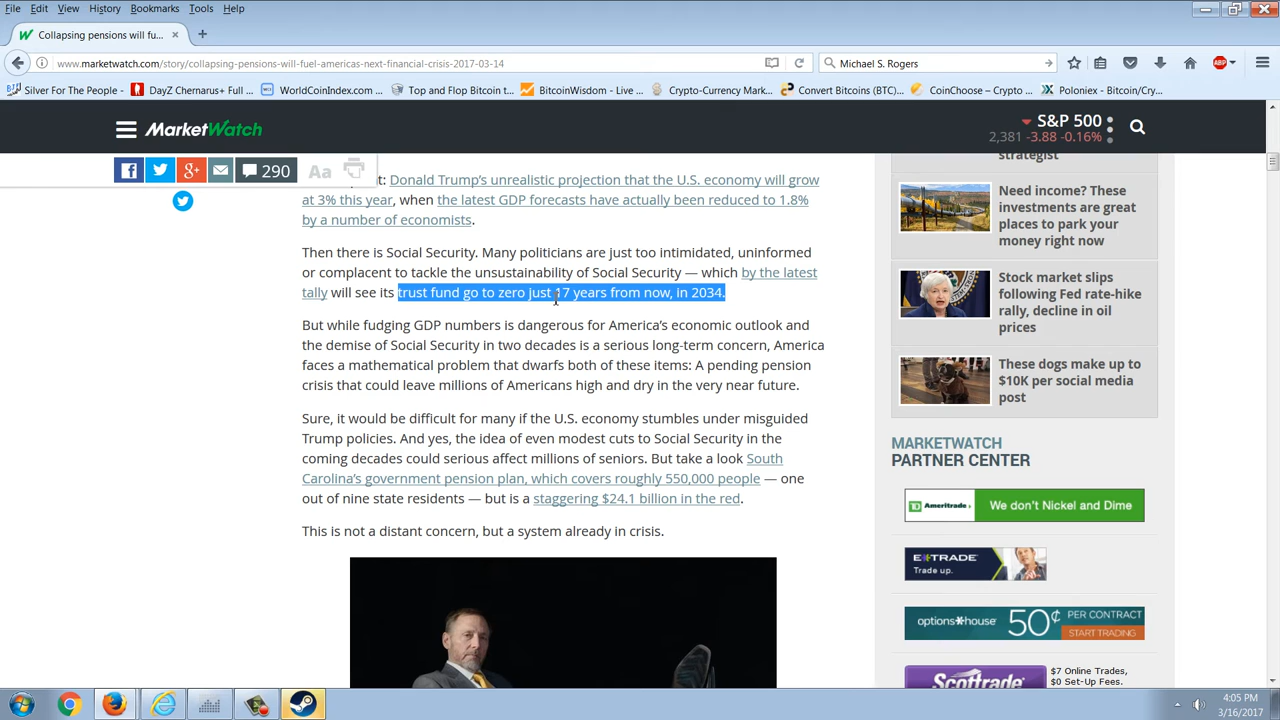 File Edit View History Bookmarks Tools Help
Collapsing pensions will fu...
www.marketwatch.com/story/collapsing-pensions-will-fuel-americas-next-financial-crisis-2017-03-14
Michael S. Rogers
ABP
Silver For The People - ...
DayZ Chernarus+ Full ...
WorldCoinIndex.com ...
Top and Flop Bitcoin t...
BitcoinWisdom - Live ...
Crypto-Currency Mark...
Convert Bitcoins (BTC)...
CoinChoose – Crypto ...
Poloniex - Bitcoin/Cry...
MarketWatch
S&P 500
2,381 -3.88 -0.16%
290
Aa
t: Donald Trump's unrealistic projection that the U.S. economy will grow
at 3% this year, when the latest GDP forecasts have actually been reduced to 1.8%
by a number of economists.
Then there is Social Security. Many politicians are just too intimidated, uninformed
or complacent to tackle the unsustainability of Social Security — which by the latest
tally will see its trust fund go to zero just 17 years from now, in 2034.
But while fudging GDP numbers is dangerous for America's economic outlook and
the demise of Social Security in two decades is a serious long-term concern, America
faces a mathematical problem that dwarfs both of these items: A pending pension
crisis that could leave millions of Americans high and dry in the very near future.
Sure, it would be difficult for many if the U.S. economy stumbles under misguided
Trump policies. And yes, the idea of even modest cuts to Social Security in the
coming decades could serious affect millions of seniors. But take a look South
Carolina's government pension plan, which covers roughly 550,000 people — one
out of nine state residents — but is a staggering $24.1 billion in the red.
This is not a distant concern, but a system already in crisis.
strategist
Need income? These
investments are great
places to park your
money right now
Stock market slips
following Fed rate-hike
rally, decline in oil
prices
These dogs make up to
$10K per social media
post
MARKETWATCH
PARTNER CENTER
Ameritrade
We don't Nickel and Dime
E*TRADE
Trade up.
options*house
50¢ PER CONTRACT
START TRADING
Scottrade
$7 Online Trades,
$0 Set-Up Fees.
4:05 PM
3/16/2017